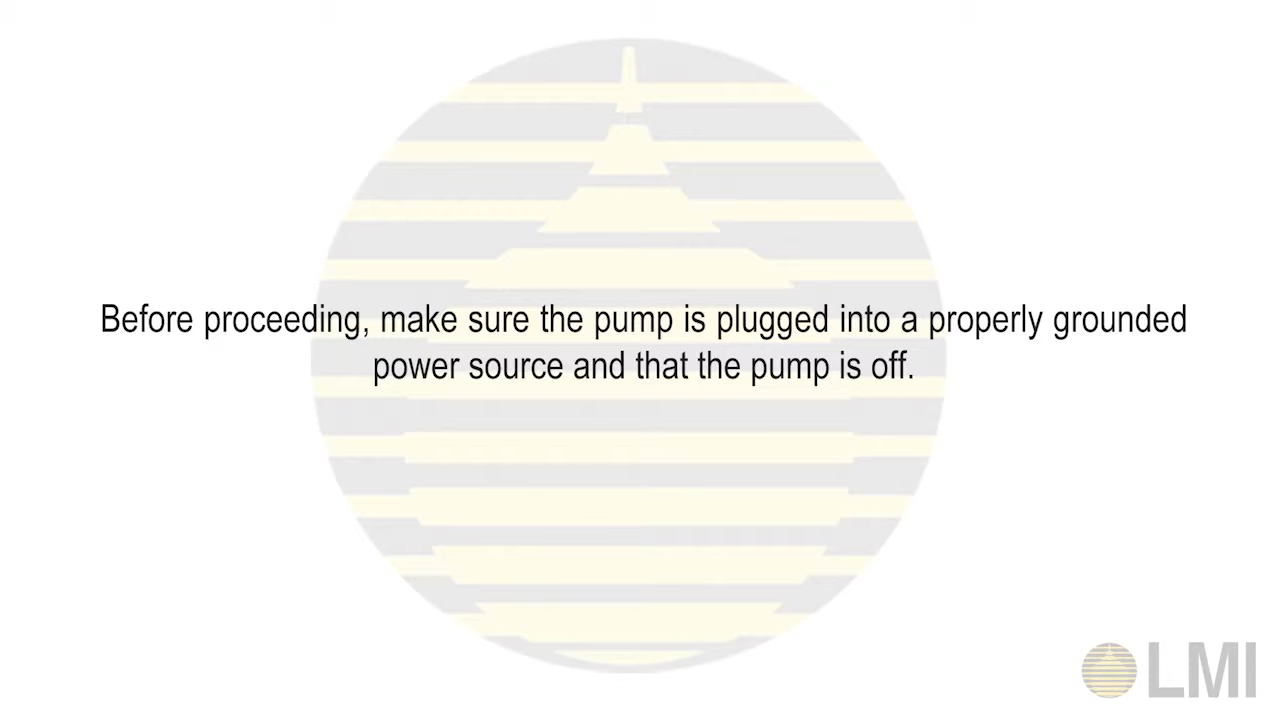 Before proceeding, make sure the pump is plugged into a properly grounded
power source and that the pump is off.
LMI